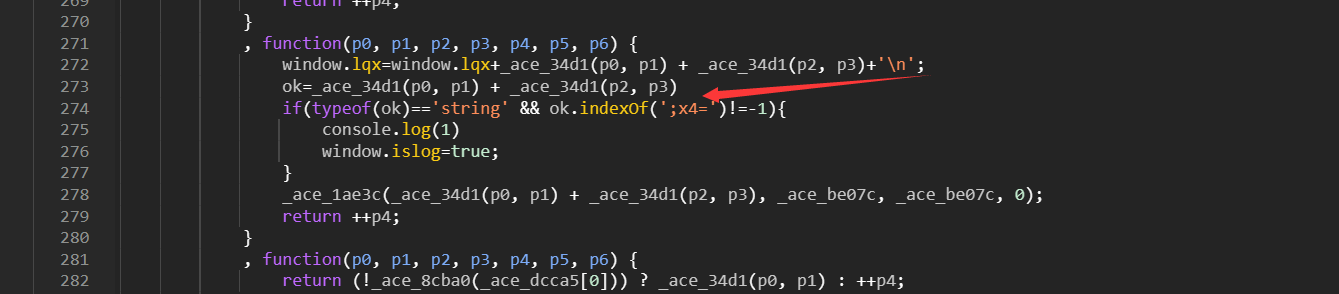 269 return ++p4;
270 }
271 , function(p0, p1, p2, p3, p4, p5, p6) {
272 window.lqx=window.lqx+_ace_34d1(p0, p1) + _ace_34d1(p2, p3)+'\n';
273 ok=_ace_34d1(p0, p1) + _ace_34d1(p2, p3)
274 if(typeof(ok)=='string' && ok.indexOf(';x4=')!=-1){
275 console.log(1)
276 window.islog=true;
277 }
278 _ace_1ae3c(_ace_34d1(p0, p1) + _ace_34d1(p2, p3), _ace_be07c, _ace_be07c, 0);
279 return ++p4;
280 }
281 , function(p0, p1, p2, p3, p4, p5, p6) {
282 return (!_ace_8cba0(_ace_dcca5[0])) ? _ace_34d1(p0, p1) : ++p4;